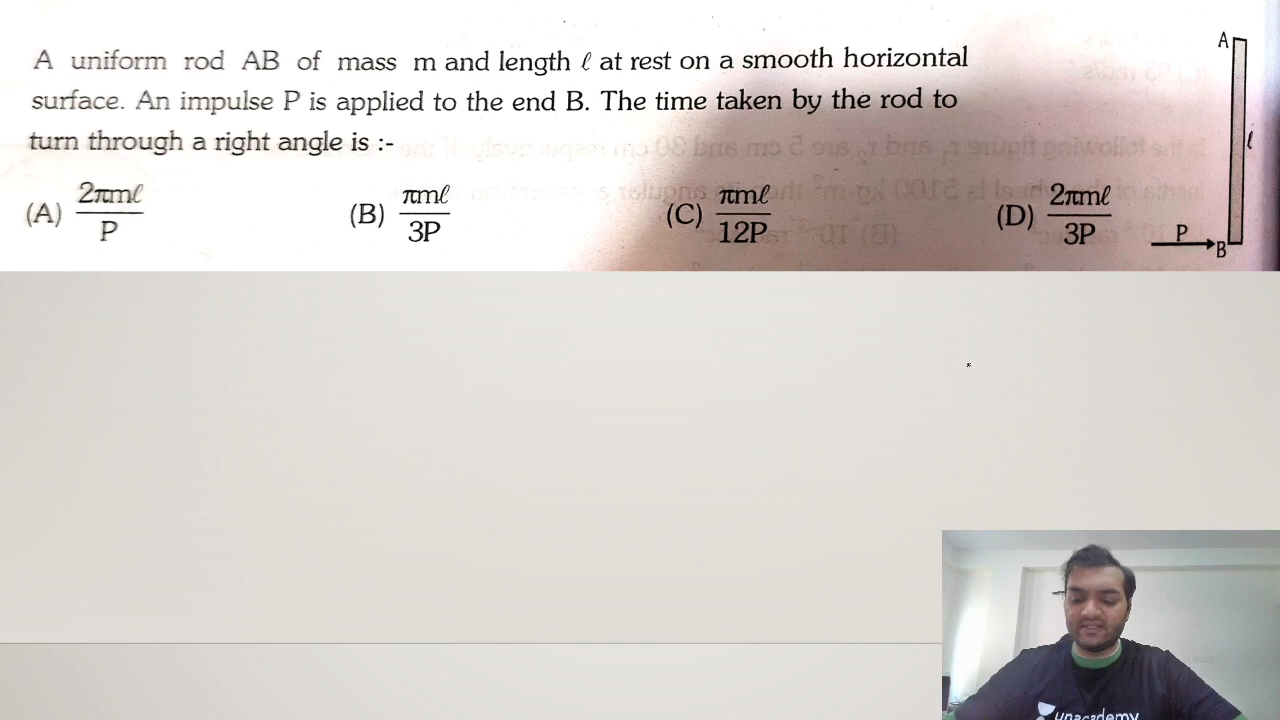 A uniform rod AB of mass m and length ℓ at rest on a smooth horizontal
surface. An impulse P is applied to the end B. The time taken by the rod to
turn through a right angle is :-
(A) 2πmℓ/P (B) πmℓ/3P (C) πmℓ/12P (D) 2πmℓ/3P
A
ℓ
P
B
unacademy